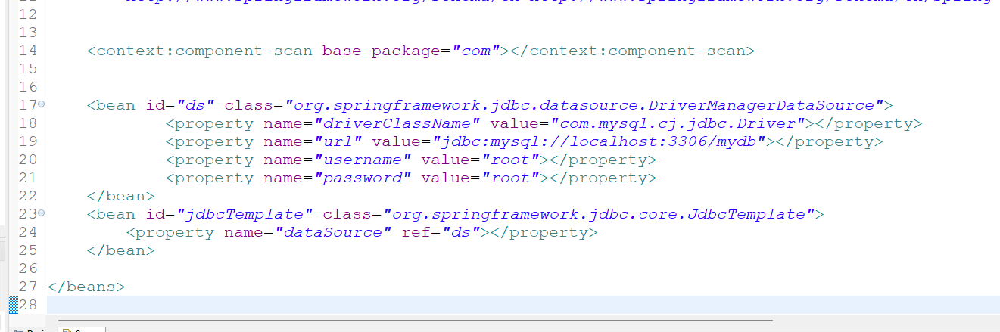 12
13
14 <context:component-scan base-package="com"></context:component-scan>
15
16
17 <bean id="ds" class="org.springframework.jdbc.datasource.DriverManagerDataSource">
18 <property name="driverClassName" value="com.mysql.cj.jdbc.Driver"></property>
19 <property name="url" value="jdbc:mysql://localhost:3306/mydb"></property>
20 <property name="username" value="root"></property>
21 <property name="password" value="root"></property>
22 </bean>
23 <bean id="jdbcTemplate" class="org.springframework.jdbc.core.JdbcTemplate">
24 <property name="dataSource" ref="ds"></property>
25 </bean>
26
27 </beans>
28